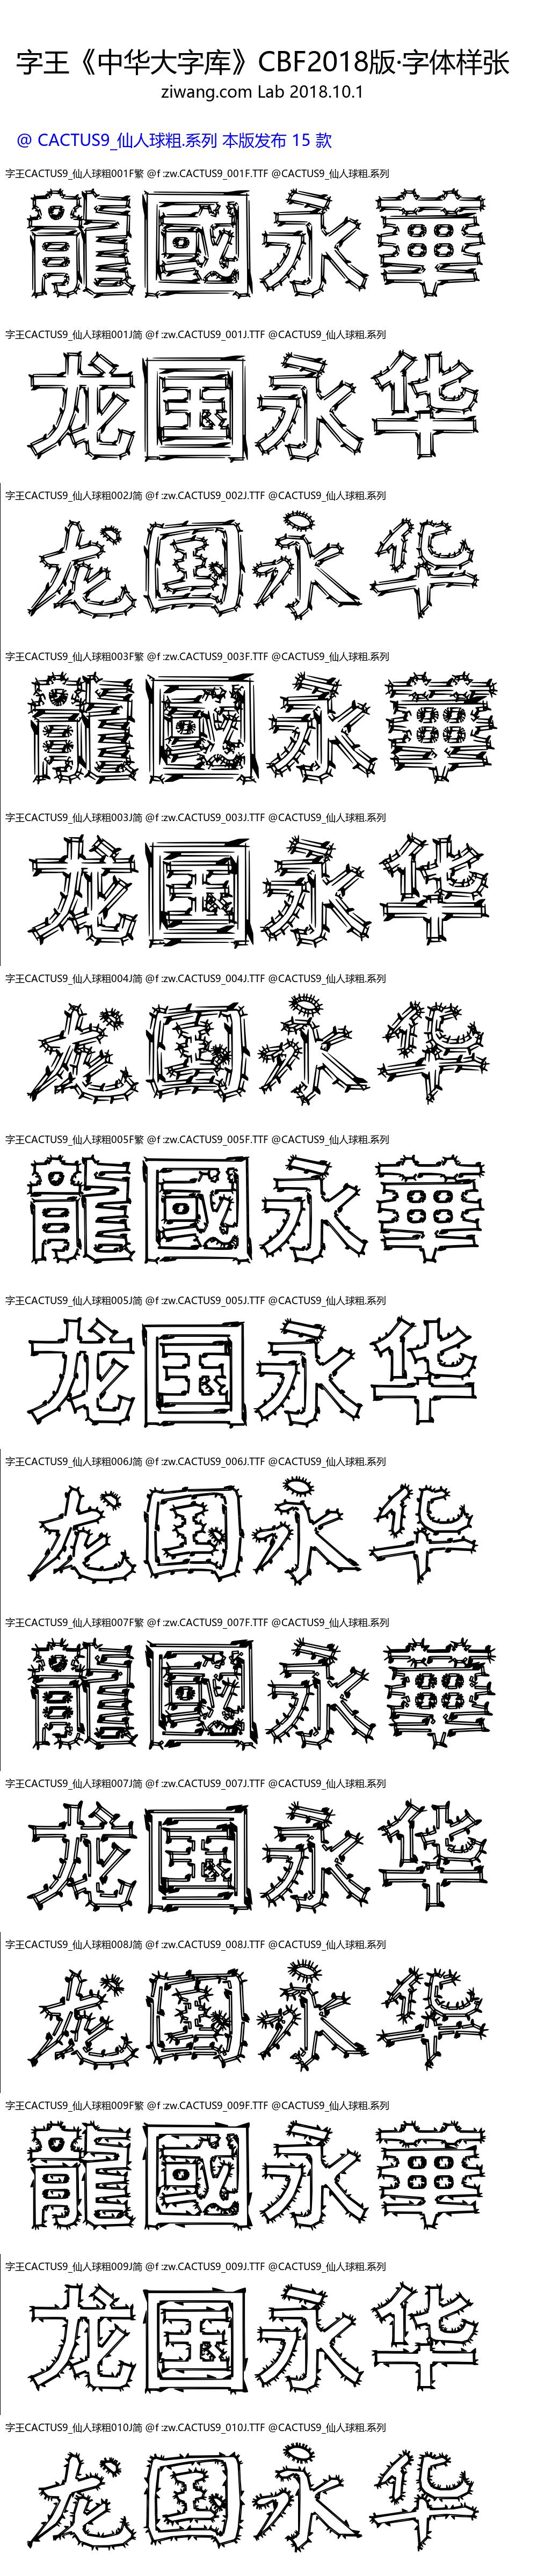 字王《中华大字库》CBF2018版·字体样张
ziwang.com Lab 2018.10.1
@ CACTUS9_仙人球粗.系列 本版发布 15 款
字王CACTUS9_仙人球粗001F繁 @f :zw.CACTUS9_001F.TTF @CACTUS9_仙人球粗.系列
龍國永華
字王CACTUS9_仙人球粗001J简 @f :zw.CACTUS9_001J.TTF @CACTUS9_仙人球粗.系列
龙国永华
字王CACTUS9_仙人球粗002J简 @f :zw.CACTUS9_002J.TTF @CACTUS9_仙人球粗.系列
龙国永华
字王CACTUS9_仙人球粗003F繁 @f :zw.CACTUS9_003F.TTF @CACTUS9_仙人球粗.系列
龍國永華
字王CACTUS9_仙人球粗003J简 @f :zw.CACTUS9_003J.TTF @CACTUS9_仙人球粗.系列
龙国永华
字王CACTUS9_仙人球粗004J简 @f :zw.CACTUS9_004J.TTF @CACTUS9_仙人球粗.系列
龙国永华
字王CACTUS9_仙人球粗005F繁 @f :zw.CACTUS9_005F.TTF @CACTUS9_仙人球粗.系列
龍國永華
字王CACTUS9_仙人球粗005J简 @f :zw.CACTUS9_005J.TTF @CACTUS9_仙人球粗.系列
龙国永华
字王CACTUS9_仙人球粗006J简 @f :zw.CACTUS9_006J.TTF @CACTUS9_仙人球粗.系列
龙国永华
字王CACTUS9_仙人球粗007F繁 @f :zw.CACTUS9_007F.TTF @CACTUS9_仙人球粗.系列
龍國永華
字王CACTUS9_仙人球粗007J简 @f :zw.CACTUS9_007J.TTF @CACTUS9_仙人球粗.系列
龙国永华
字王CACTUS9_仙人球粗008J简 @f :zw.CACTUS9_008J.TTF @CACTUS9_仙人球粗.系列
龙国永华
字王CACTUS9_仙人球粗009F繁 @f :zw.CACTUS9_009F.TTF @CACTUS9_仙人球粗.系列
龍國永華
字王CACTUS9_仙人球粗009J简 @f :zw.CACTUS9_009J.TTF @CACTUS9_仙人球粗.系列
龙国永华
字王CACTUS9_仙人球粗010J简 @f :zw.CACTUS9_010J.TTF @CACTUS9_仙人球粗.系列
龙国永华